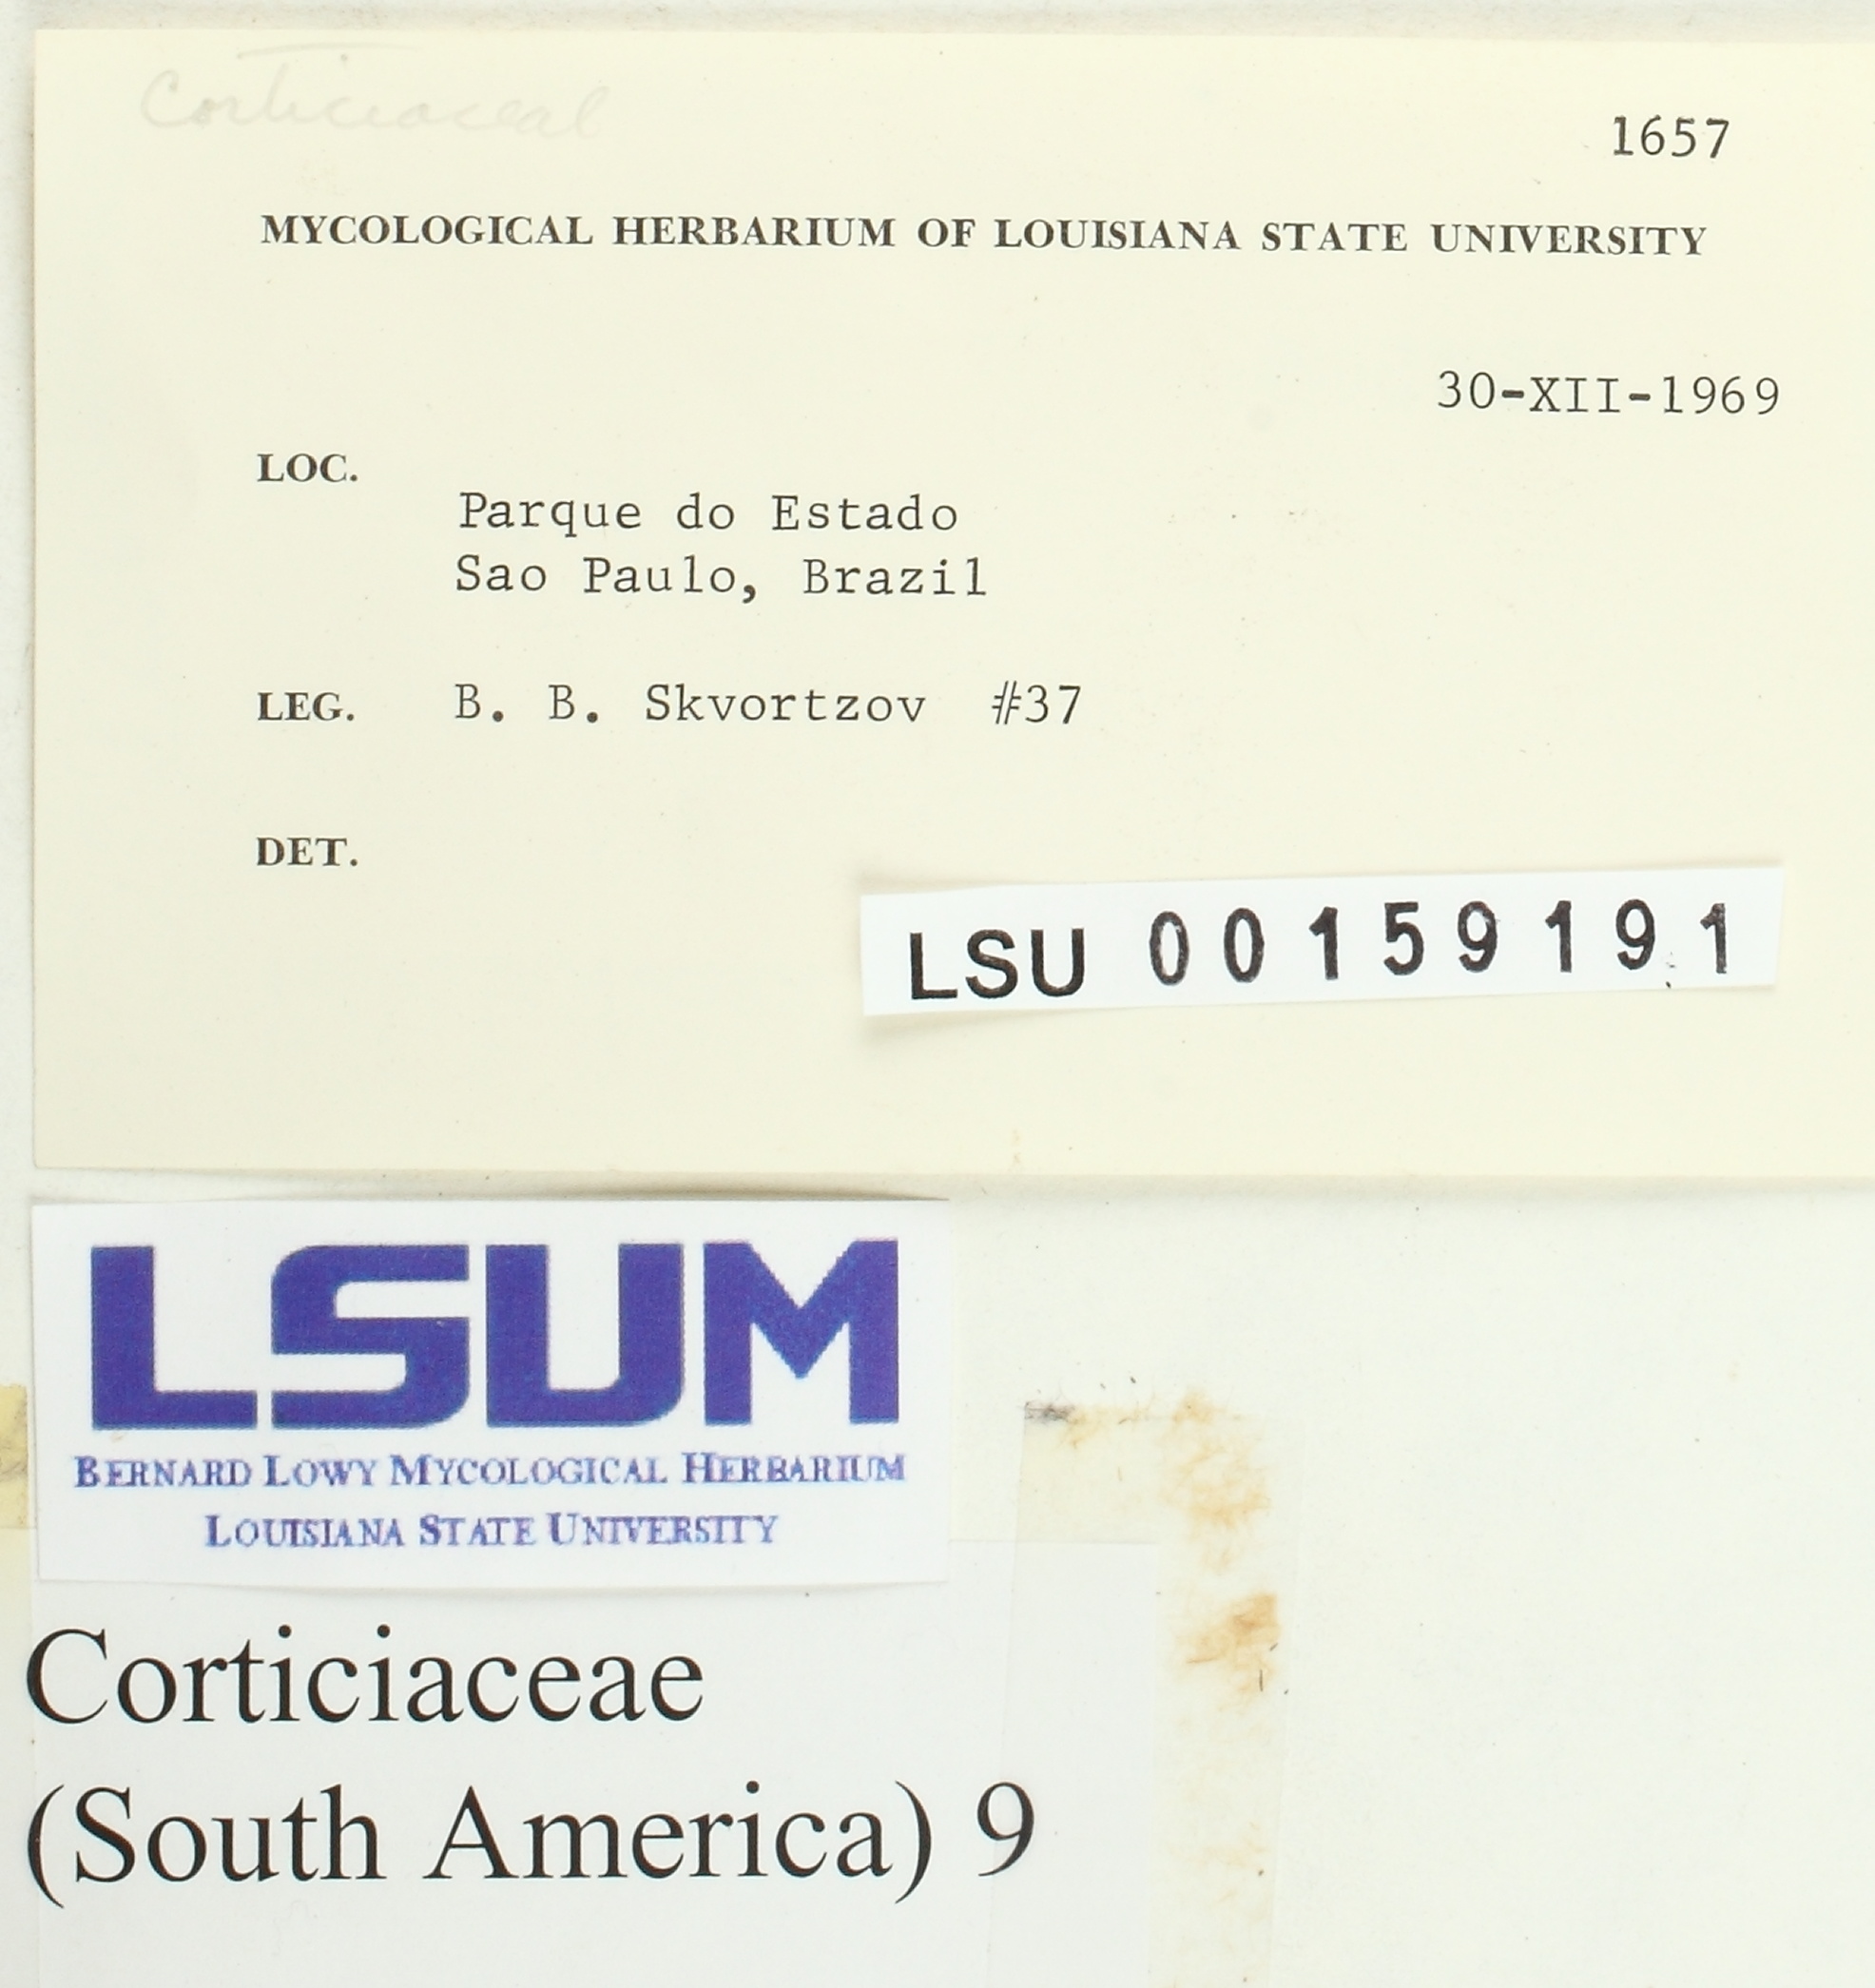 Corticiaceae
1657
MYCOLOGICAL HERBARIUM OF LOUISIANA STATE UNIVERSITY
30-XII-1969
LOC.
Parque do Estado
Sao Paulo, Brazil
LEG. B. B. Skvortzov #37
DET.
LSU 00159191
LSUM
BERNARD LOWY MYCOLOGICAL HERBARIUM
LOUISIANA STATE UNIVERSITY
Corticiaceae
(South America) 9